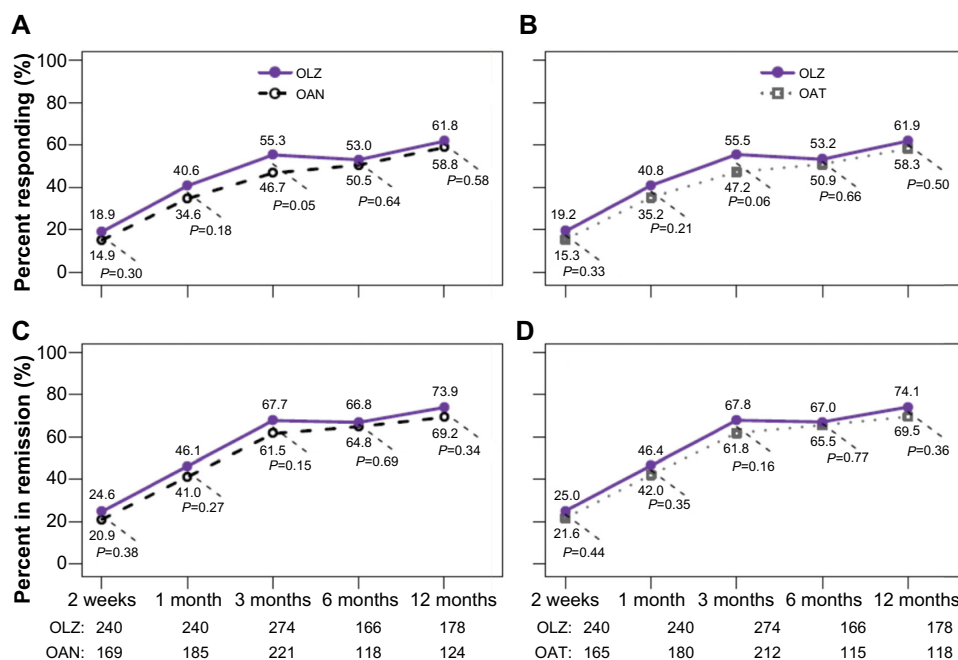 A
Percent responding (%)
100
80
60
40
20
0
OLZ
OAN
18.9
40.6
55.3
53.0
61.8
14.9
34.6
46.7
50.5
58.8
P=0.30
P=0.18
P=0.05
P=0.64
P=0.58
B
OLZ
OAT
19.2
40.8
55.5
53.2
61.9
15.3
35.2
47.2
50.9
58.3
P=0.33
P=0.21
P=0.06
P=0.66
P=0.50
C
Percent in remission (%)
100
80
60
40
20
0
24.6
46.1
67.7
66.8
73.9
20.9
41.0
61.5
64.8
69.2
P=0.38
P=0.27
P=0.15
P=0.69
P=0.34
D
25.0
46.4
67.8
67.0
74.1
21.6
42.0
61.8
65.5
69.5
P=0.44
P=0.35
P=0.16
P=0.77
P=0.36
2 weeks 1 month 3 months 6 months 12 months
OLZ: 240 240 274 166 178
OAN: 169 185 221 118 124
2 weeks 1 month 3 months 6 months 12 months
OLZ: 240 240 274 166 178
OAT: 165 180 212 115 118